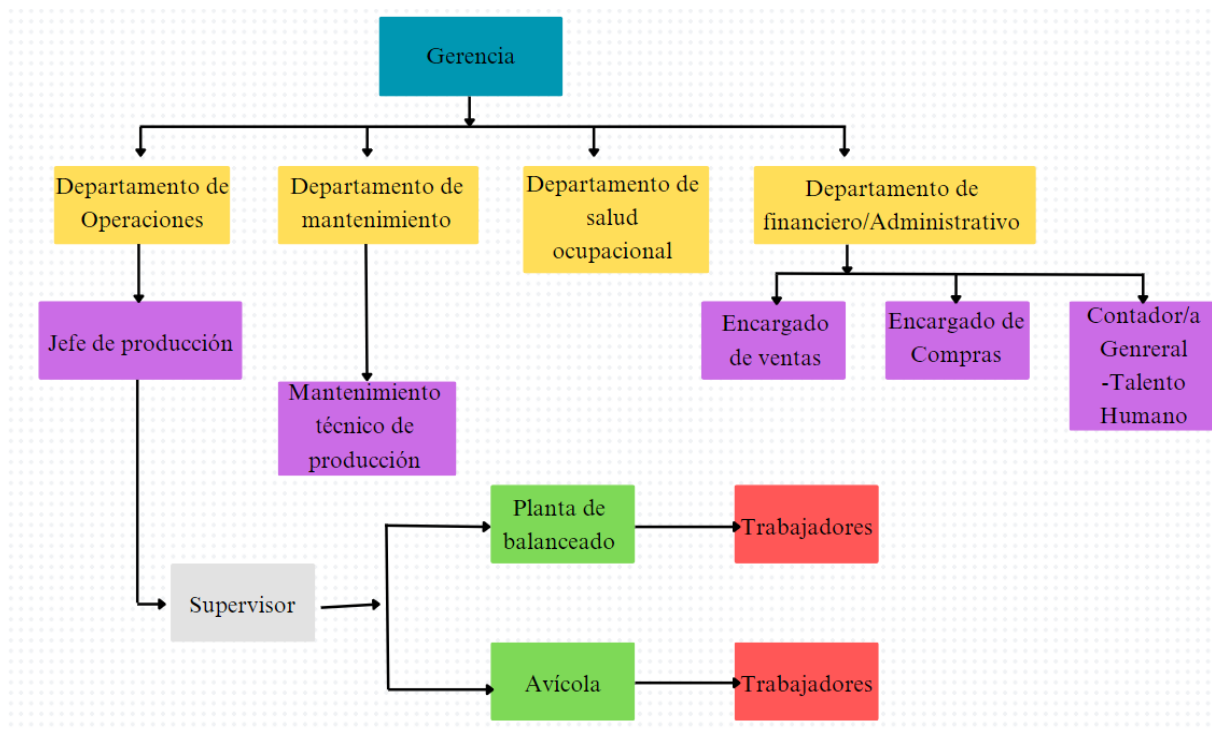 Gerencia
Departamento de
Operaciones
Departamento de
mantenimiento
Departamento de
salud
ocupacional
Departamento de
financiero/Administrativo
Jefe de producción
Mantenimiento
técnico de
producción
Encargado
de ventas
Encargado de
Compras
Contador/a
Genreral
-Talento
Humano
Supervisor
Planta de
balanceado
Trabajadores
Avícola
Trabajadores